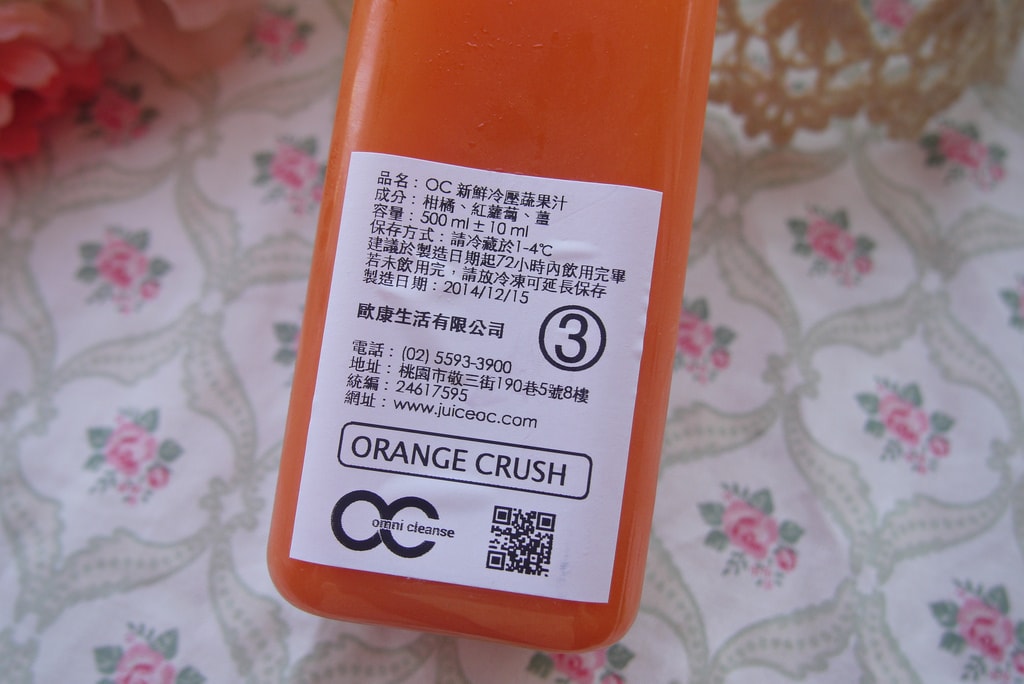 品名：OC 新鮮冷壓蔬果汁
成分：柑橘、紅蘿蔔、薑
容量：500 ml ± 10 ml
保存方式：請冷藏於1-4℃
建議於製造日期起72小時內飲用完畢
若未飲用完，請放冷凍可延長保存
製造日期：2014/12/15
歐康生活有限公司
③
電話：(02) 5593-3900
地址：桃園市敬三街190巷5號8樓
統編：24617595
網址：www.juiceoc.com
ORANGE CRUSH
OC omni cleanse